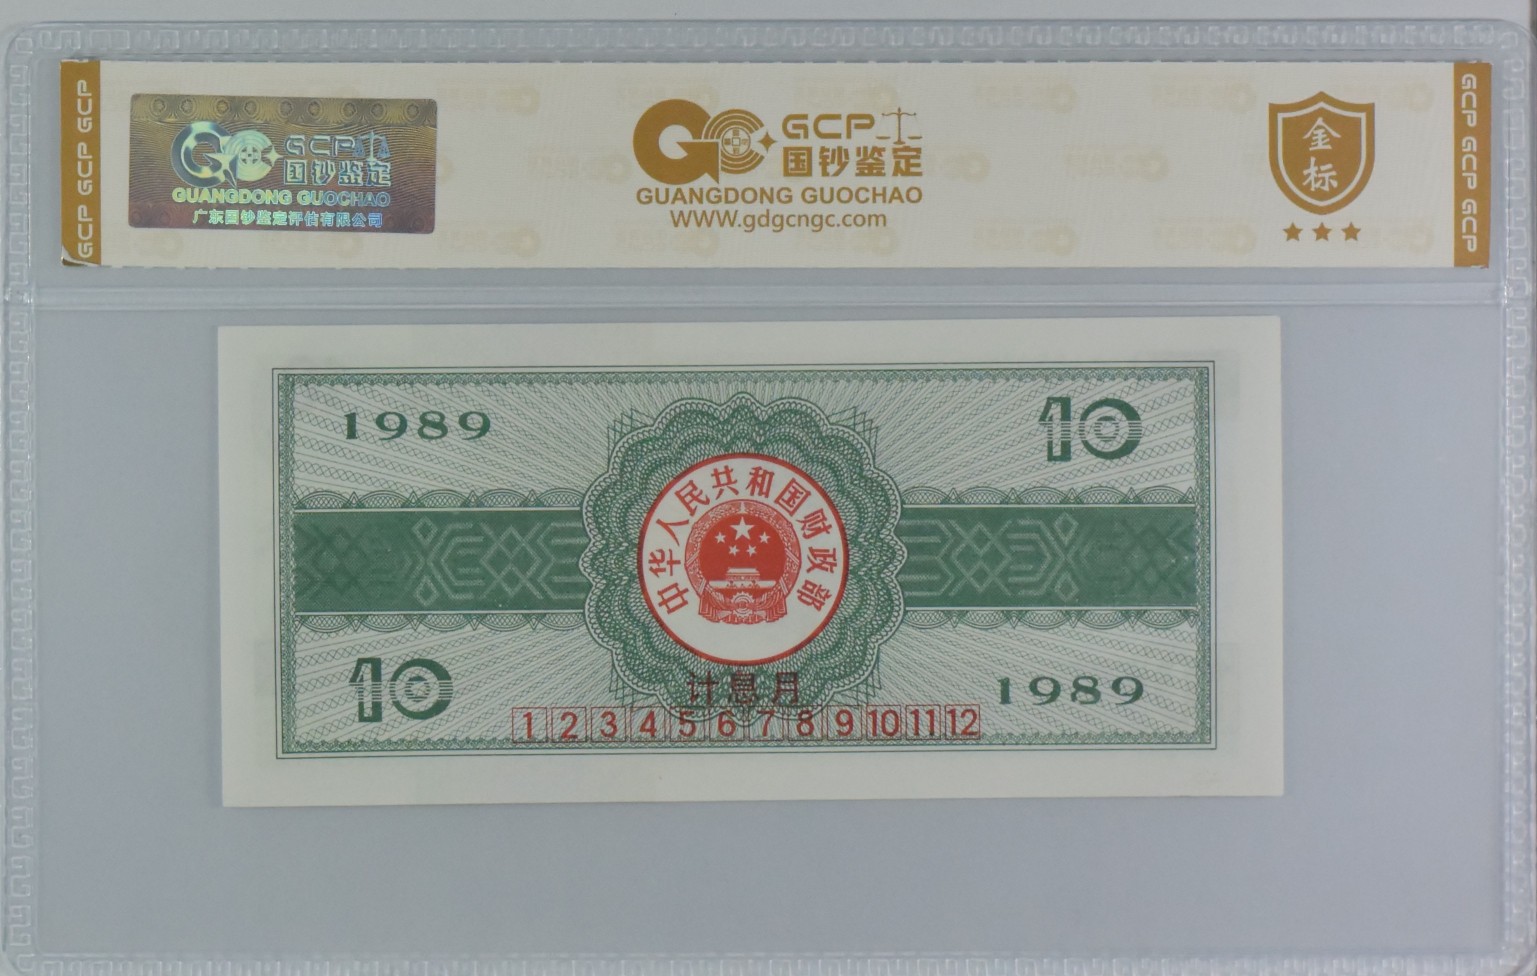 GCP GCP GCP
GCP 国钞鉴定
GUANGDONG GUOCHAO
广东国钞鉴定评估有限公司
GCP
国钞鉴定
GUANGDONG GUOCHAO
WWW.gdgcngc.com
金
标
GCP GCP GCP
1989
10
中华人民共和国财政部
10
计息月
1989
1 2 3 4 5 6 7 8 9 10 11 12